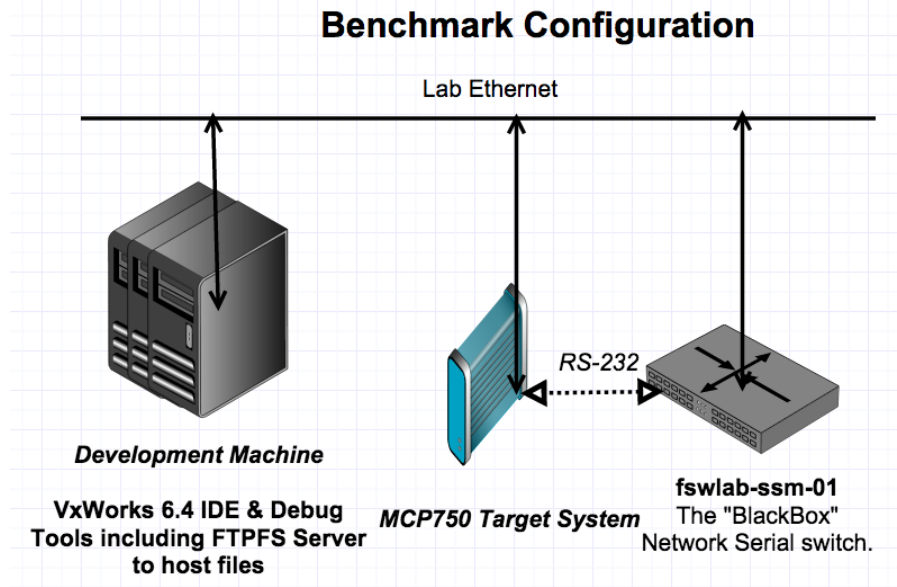 Benchmark Configuration
Lab Ethernet
RS-232
Development Machine
VxWorks 6.4 IDE & Debug
Tools including FTPFS Server
to host files
MCP750 Target System
fswlab-ssm-01
The "BlackBox"
Network Serial switch.